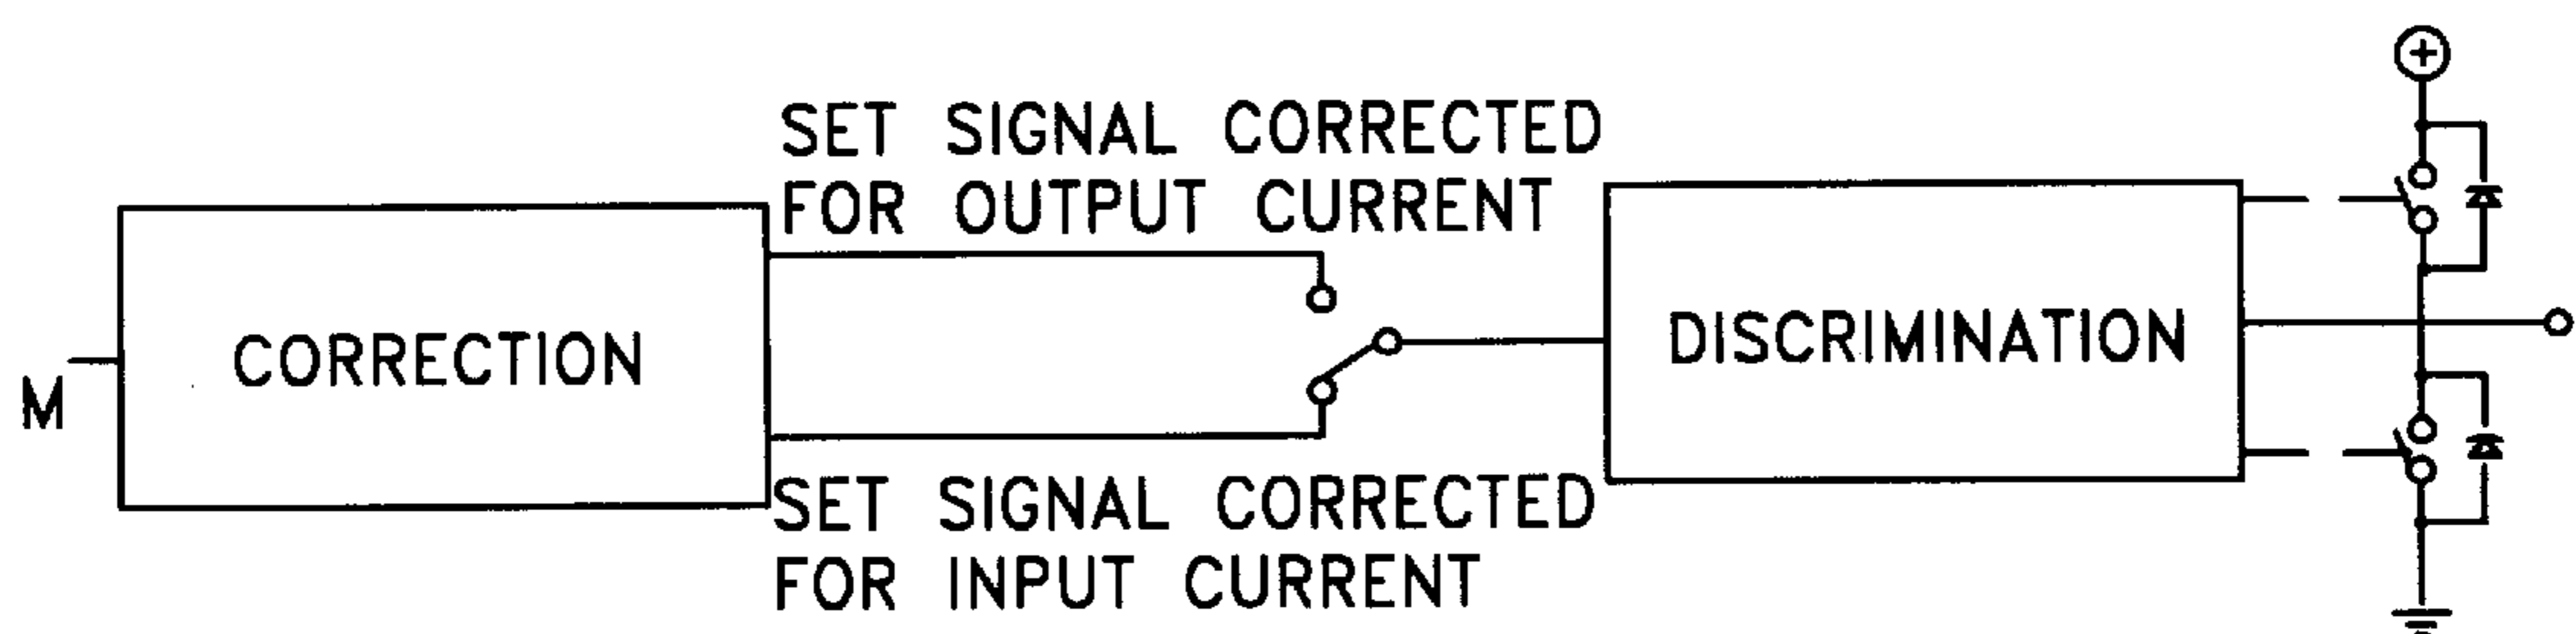 SET SIGNAL CORRECTED
FOR OUTPUT CURRENT
M
CORRECTION
DISCRIMINATION
SET SIGNAL CORRECTED
FOR INPUT CURRENT